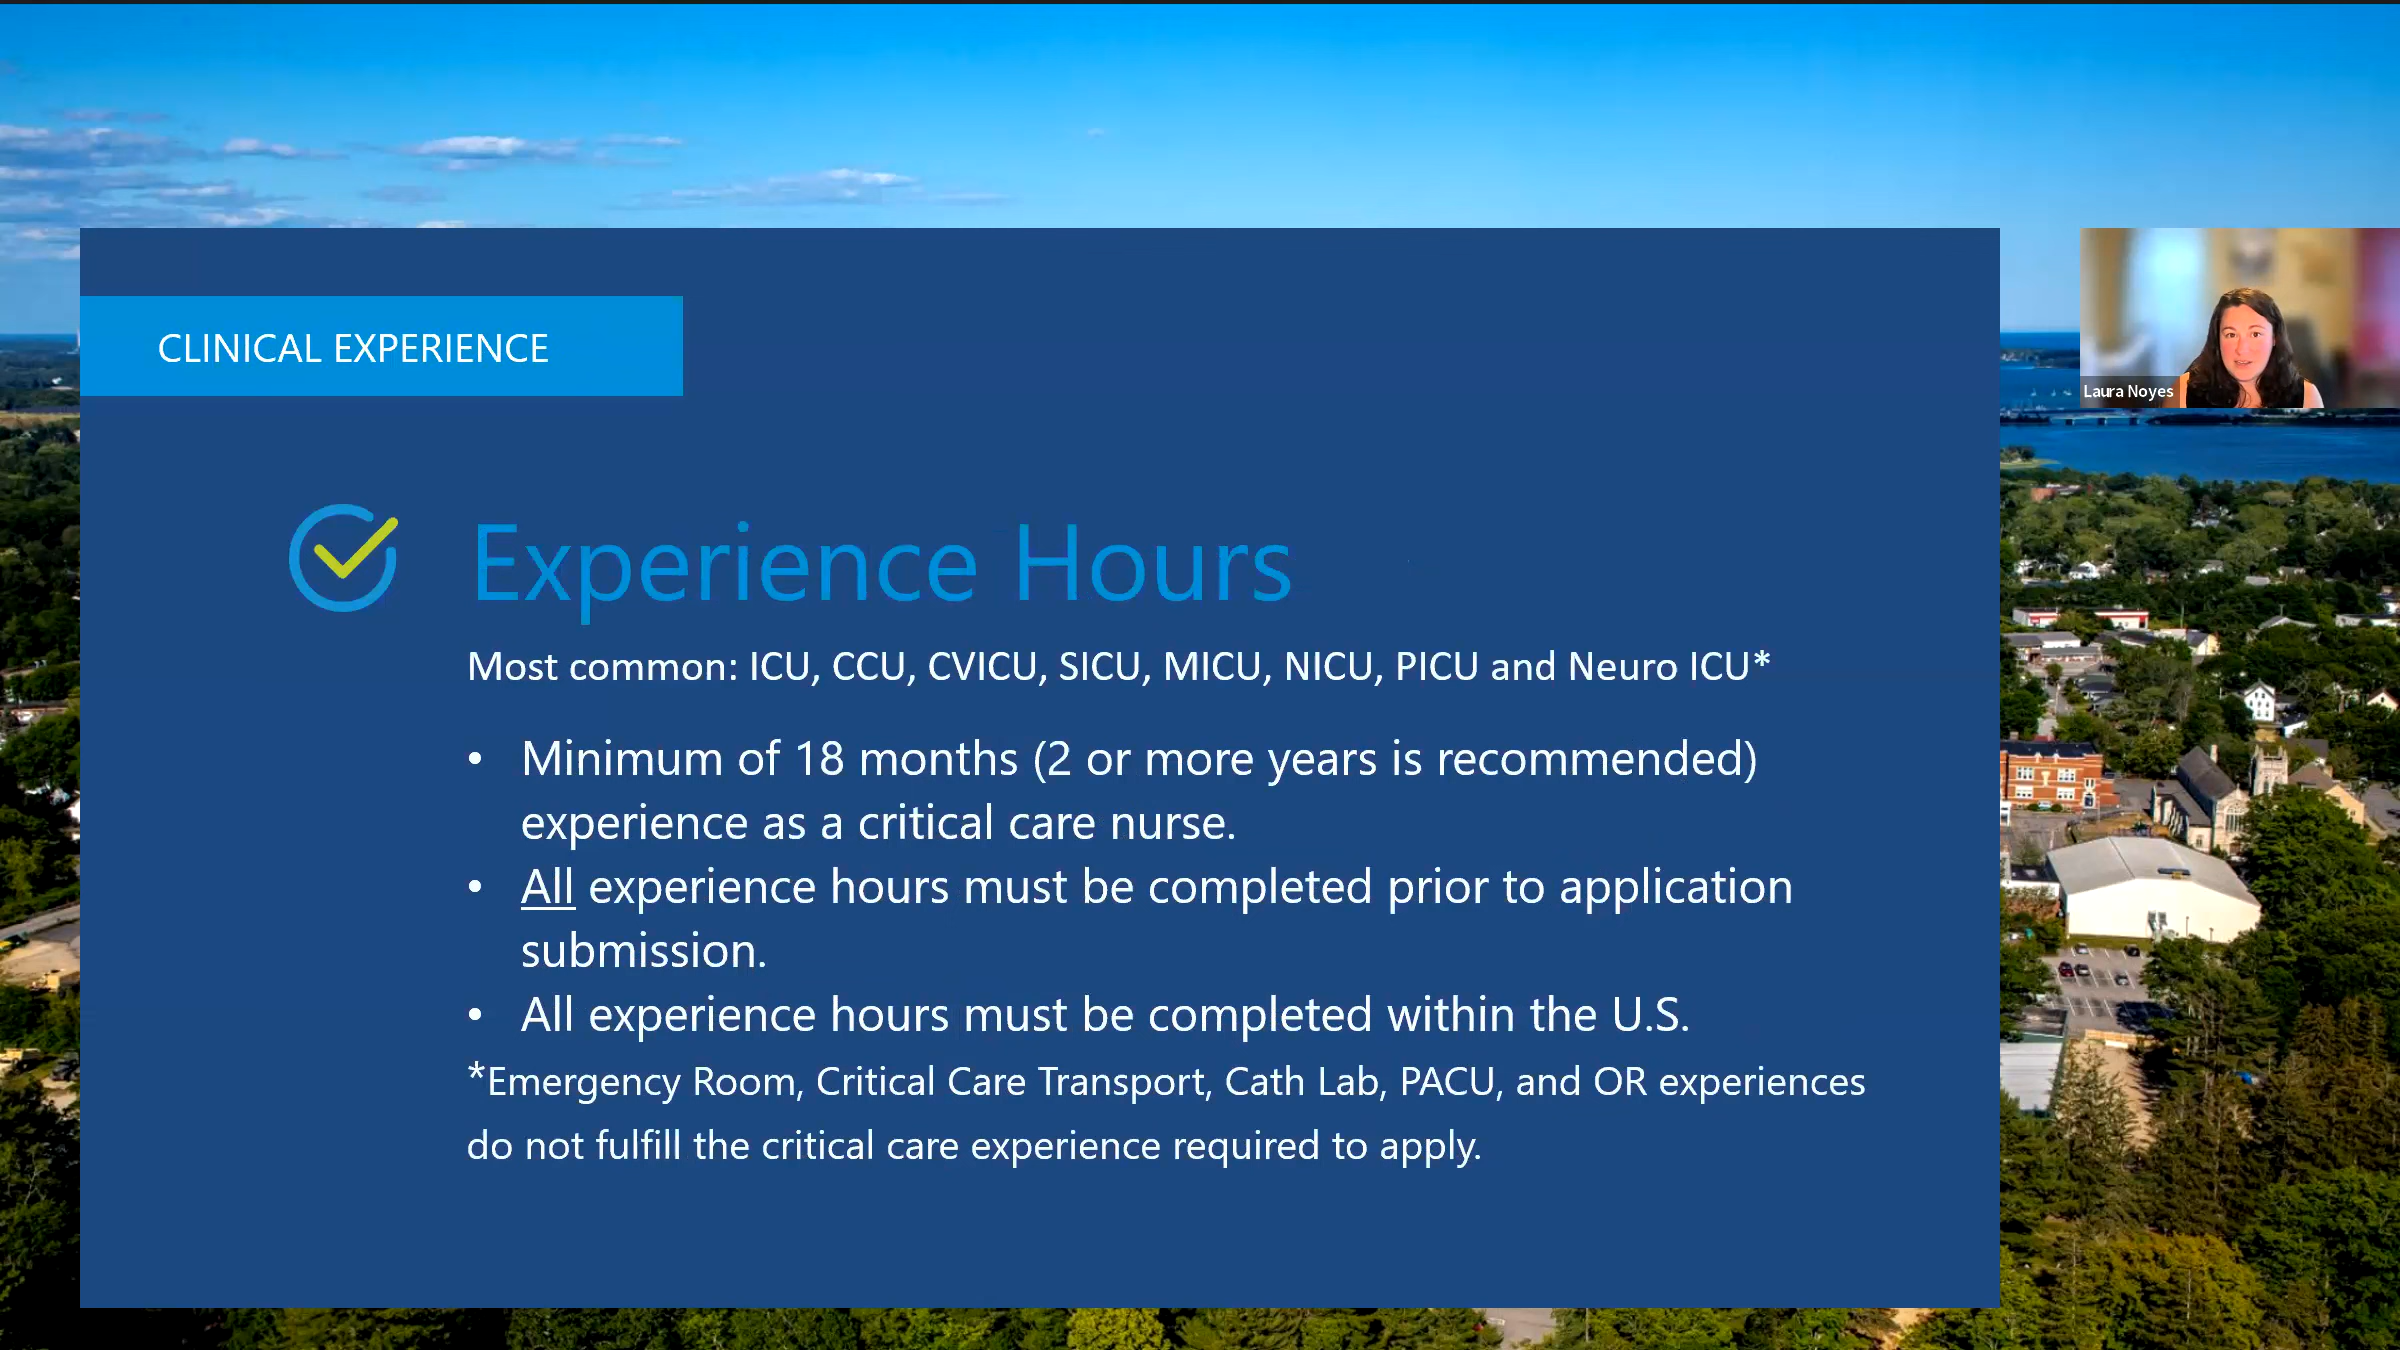 CLINICAL EXPERIENCE
Laura Noyes
Experience Hours
Most common: ICU, CCU, CVICU, SICU, MICU, NICU, PICU and Neuro ICU*
• Minimum of 18 months (2 or more years is recommended)
experience as a critical care nurse.
• All experience hours must be completed prior to application
submission.
• All experience hours must be completed within the U.S.
*Emergency Room, Critical Care Transport, Cath Lab, PACU, and OR experiences
do not fulfill the critical care experience required to apply.